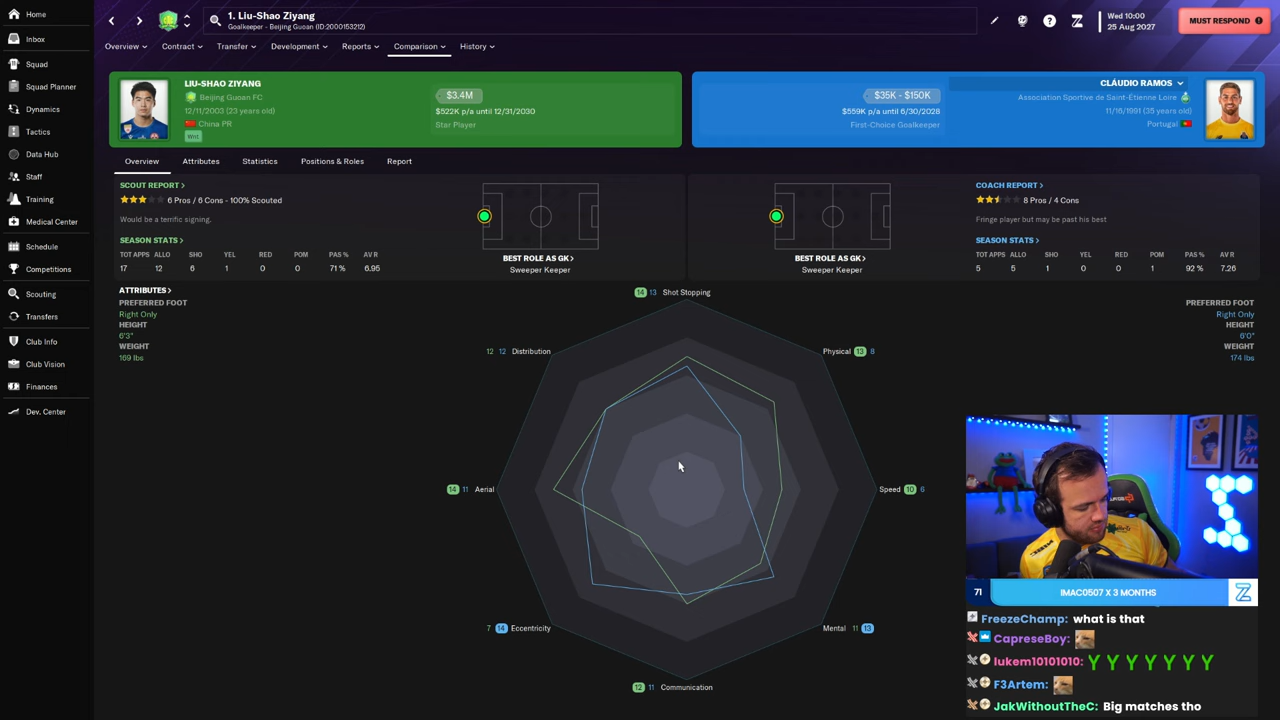 Home
Inbox
Squad
Squad Planner
Dynamics
Tactics
Data Hub
Staff
Training
Medical Center
Schedule
Competitions
Scouting
Transfers
Club Info
Club Vision
Finances
Dev. Center
1. Liu-Shao Ziyang
Goalkeeper - Beijing Guoan (ID:2000153212)
Wed 10:00
25 Aug 2027
MUST RESPOND
Overview
Contract
Transfer
Development
Reports
Comparison
History
LIU-SHAO ZIYANG
Beijing Guoan FC
12/11/2003 (23 years old)
China PR
Wnt
$3.4M
$522K p/a until 12/31/2030
Star Player
$35K - $150K
$559K p/a until 6/30/2028
First-Choice Goalkeeper
CLÁUDIO RAMOS
Association Sportive de Saint-Étienne Loire
11/16/1991 (35 years old)
Portugal
Overview
Attributes
Statistics
Positions & Roles
Report
SCOUT REPORT >
6 Pros / 6 Cons - 100% Scouted
Would be a terrific signing.
SEASON STATS >
TOT APPS ALLO SHO YEL RED POM PAS % AV R
17 12 6 1 0 0 71 % 6.95
BEST ROLE AS GK >
Sweeper Keeper
BEST ROLE AS GK >
Sweeper Keeper
COACH REPORT >
8 Pros / 4 Cons
Fringe player but may be past his best
SEASON STATS >
TOT APPS ALLO SHO YEL RED POM PAS % AV R
5 5 1 0 0 1 92 % 7.26
ATTRIBUTES >
PREFERRED FOOT
Right Only
HEIGHT
6'3"
WEIGHT
169 lbs
PREFERRED FOOT
Right Only
HEIGHT
6'0"
WEIGHT
174 lbs
14 13 Shot Stopping
12 12 Distribution
Physical 13 8
14 11 Aerial
Speed 10 6
7 14 Eccentricity
Mental 11 13
12 11 Communication
71 IMAC0507 X 3 MONTHS
FreezeChamp: what is that
CapreseBoy:
lukem10101010: Y Y Y Y Y Y Y
F3Artem:
JakWithoutTheC: Big matches tho